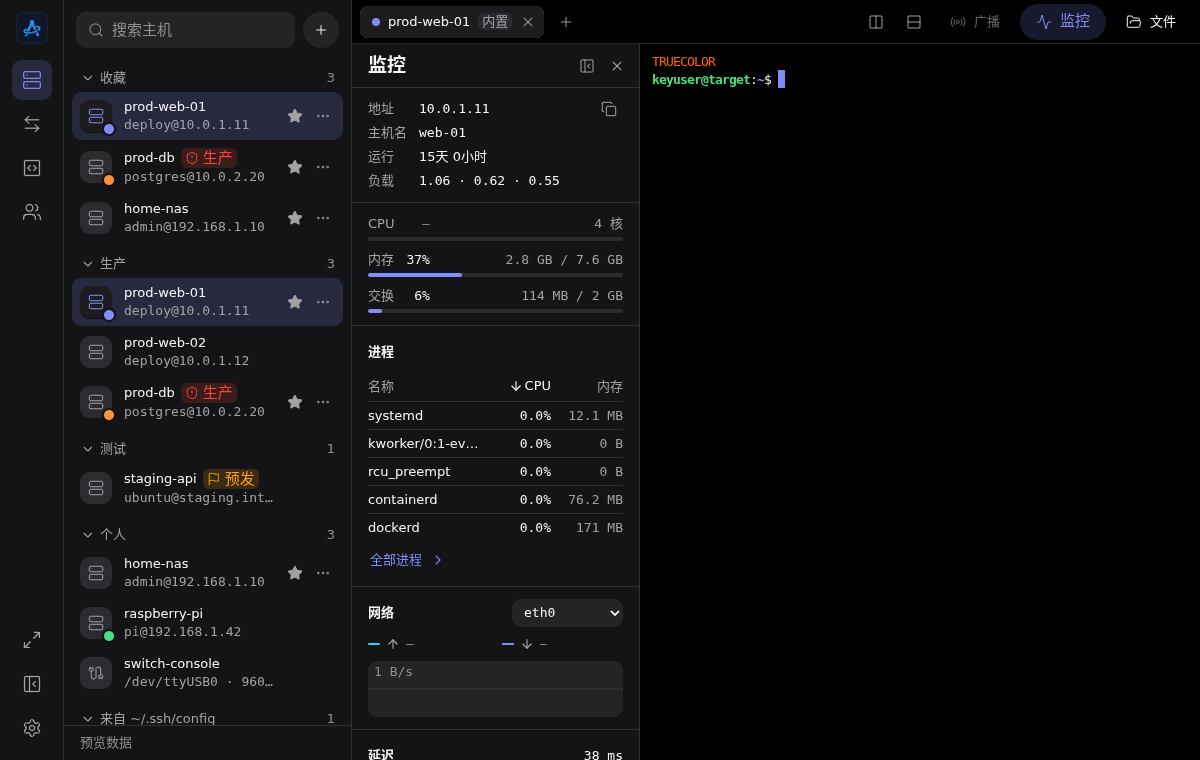 搜索主机
收藏 3
prod-web-01
deploy@10.0.1.11
prod-db 生产
postgres@10.0.2.20
home-nas
admin@192.168.1.10
生产 3
prod-web-01
deploy@10.0.1.11
prod-web-02
deploy@10.0.1.12
prod-db 生产
postgres@10.0.2.20
测试 1
staging-api 预发
ubuntu@staging.int…
个人 3
home-nas
admin@192.168.1.10
raspberry-pi
pi@192.168.1.42
switch-console
/dev/ttyUSB0 · 960…
来自 ~/.ssh/config 1
预览数据
prod-web-01 内置
广播 监控 文件
监控
地址 10.0.1.11
主机名 web-01
运行 15天 0小时
负载 1.06 · 0.62 · 0.55
CPU — 4 核
内存 37% 2.8 GB / 7.6 GB
交换 6% 114 MB / 2 GB
进程
名称 CPU 内存
systemd 0.0% 12.1 MB
kworker/0:1-ev… 0.0% 0 B
rcu_preempt 0.0% 0 B
containerd 0.0% 76.2 MB
dockerd 0.0% 171 MB
全部进程
网络 eth0
— —
1 B/s
延迟 38 ms
TRUECOLOR
keyuser@target:~$